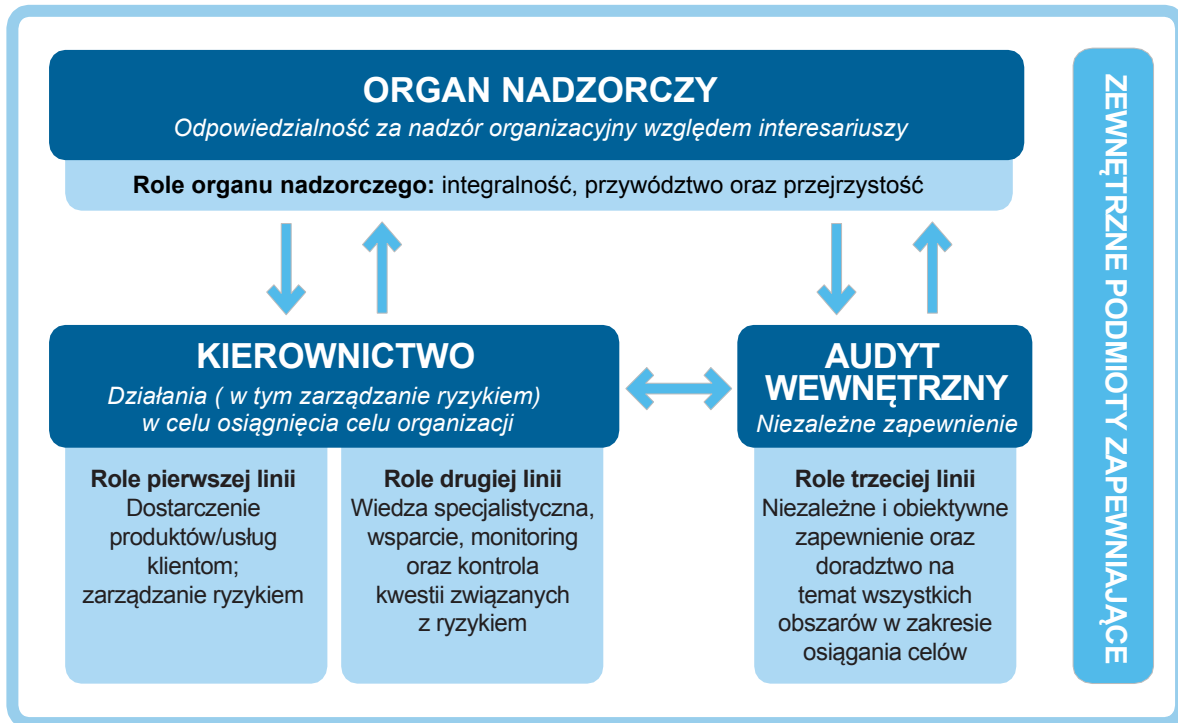 ORGAN NADZORCZY
Odpowiedzialność za nadzór organizacyjny względem interesariuszy
Role organu nadzorczego: integralność, przywództwo oraz przejrzystość
KIEROWNICTWO
Działania ( w tym zarządzanie ryzykiem)
w celu osiągnięcia celu organizacji
Role pierwszej linii
Dostarczenie
produktów/usług
klientom;
zarządzanie ryzykiem
Role drugiej linii
Wiedza specjalistyczna,
wsparcie, monitoring
oraz kontrola
kwestii związanych
z ryzykiem
AUDYT
WEWNĘTRZNY
Niezależne zapewnienie
Role trzeciej linii
Niezależne i obiektywne
zapewnienie oraz
doradztwo na
temat wszystkich
obszarów w zakresie
osiągania celów
ZEWNĘTRZNE PODMIOTY ZAPEWNIAJĄCE